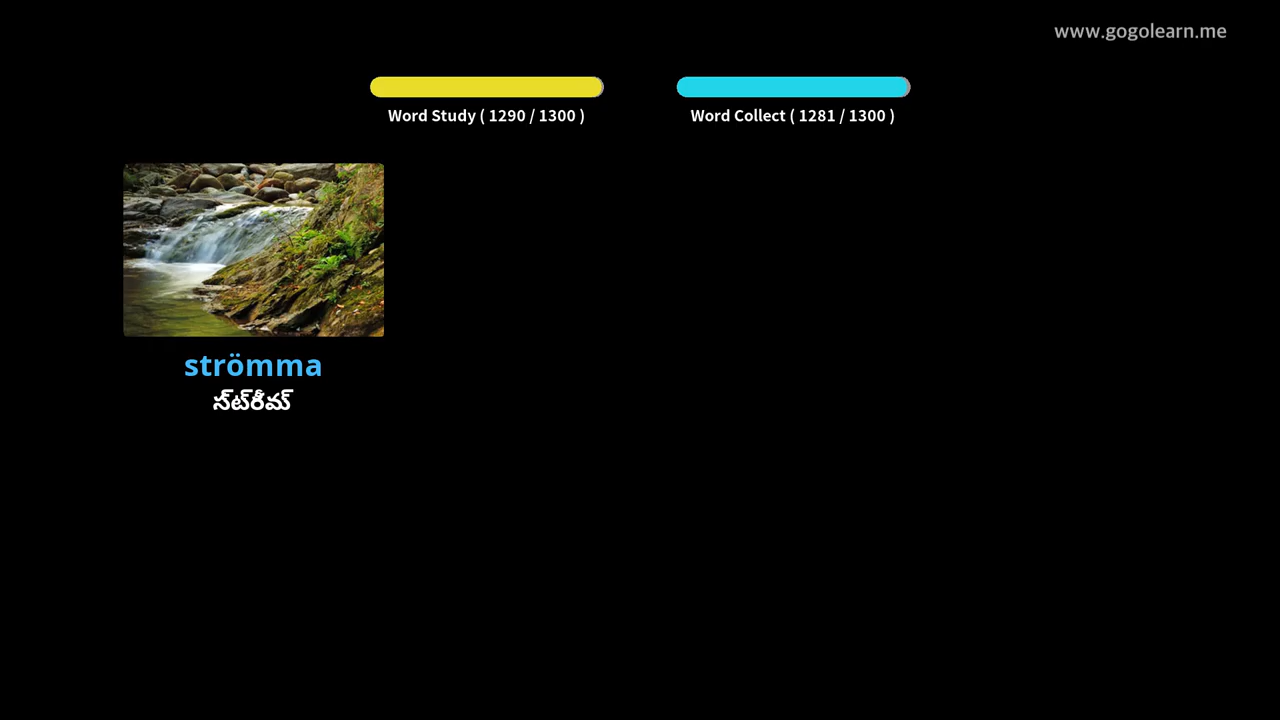 www.gogolearn.me
Word Study ( 1290 / 1300 )
Word Collect ( 1281 / 1300 )
strömma
స్ట్రీమ్